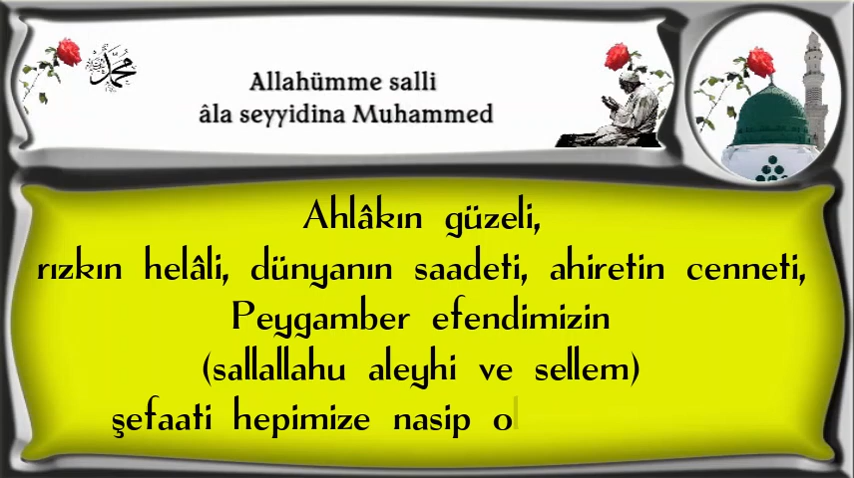 محمد
Allahümme salli
âla seyyidina Muhammed
Ahlâkın güzeli,
rızkın helâli, dünyanın saadeti, ahiretin cenneti,
Peygamber efendimizin
(sallallahu aleyhi ve sellem)
şefaati hepimize nasip o